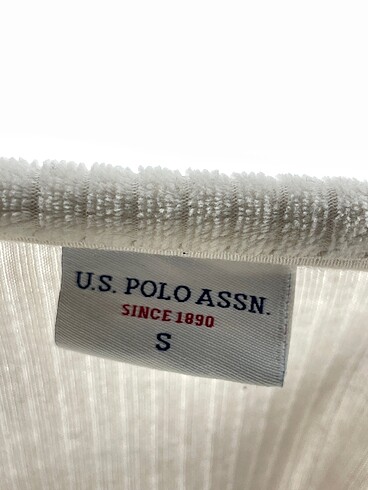 U.S. POLO ASSN.
SINCE 1890
S